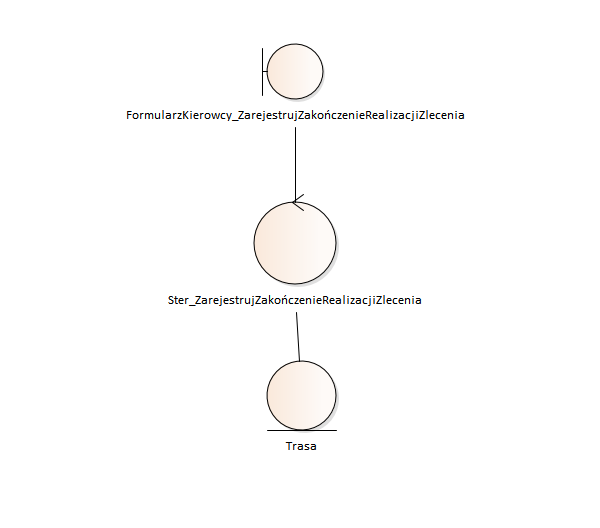 FormularzKierowcy_ZarejestrujZakończenieRealizacjiZlecenia
Ster_ZarejestrujZakończenieRealizacjiZlecenia
Trasa